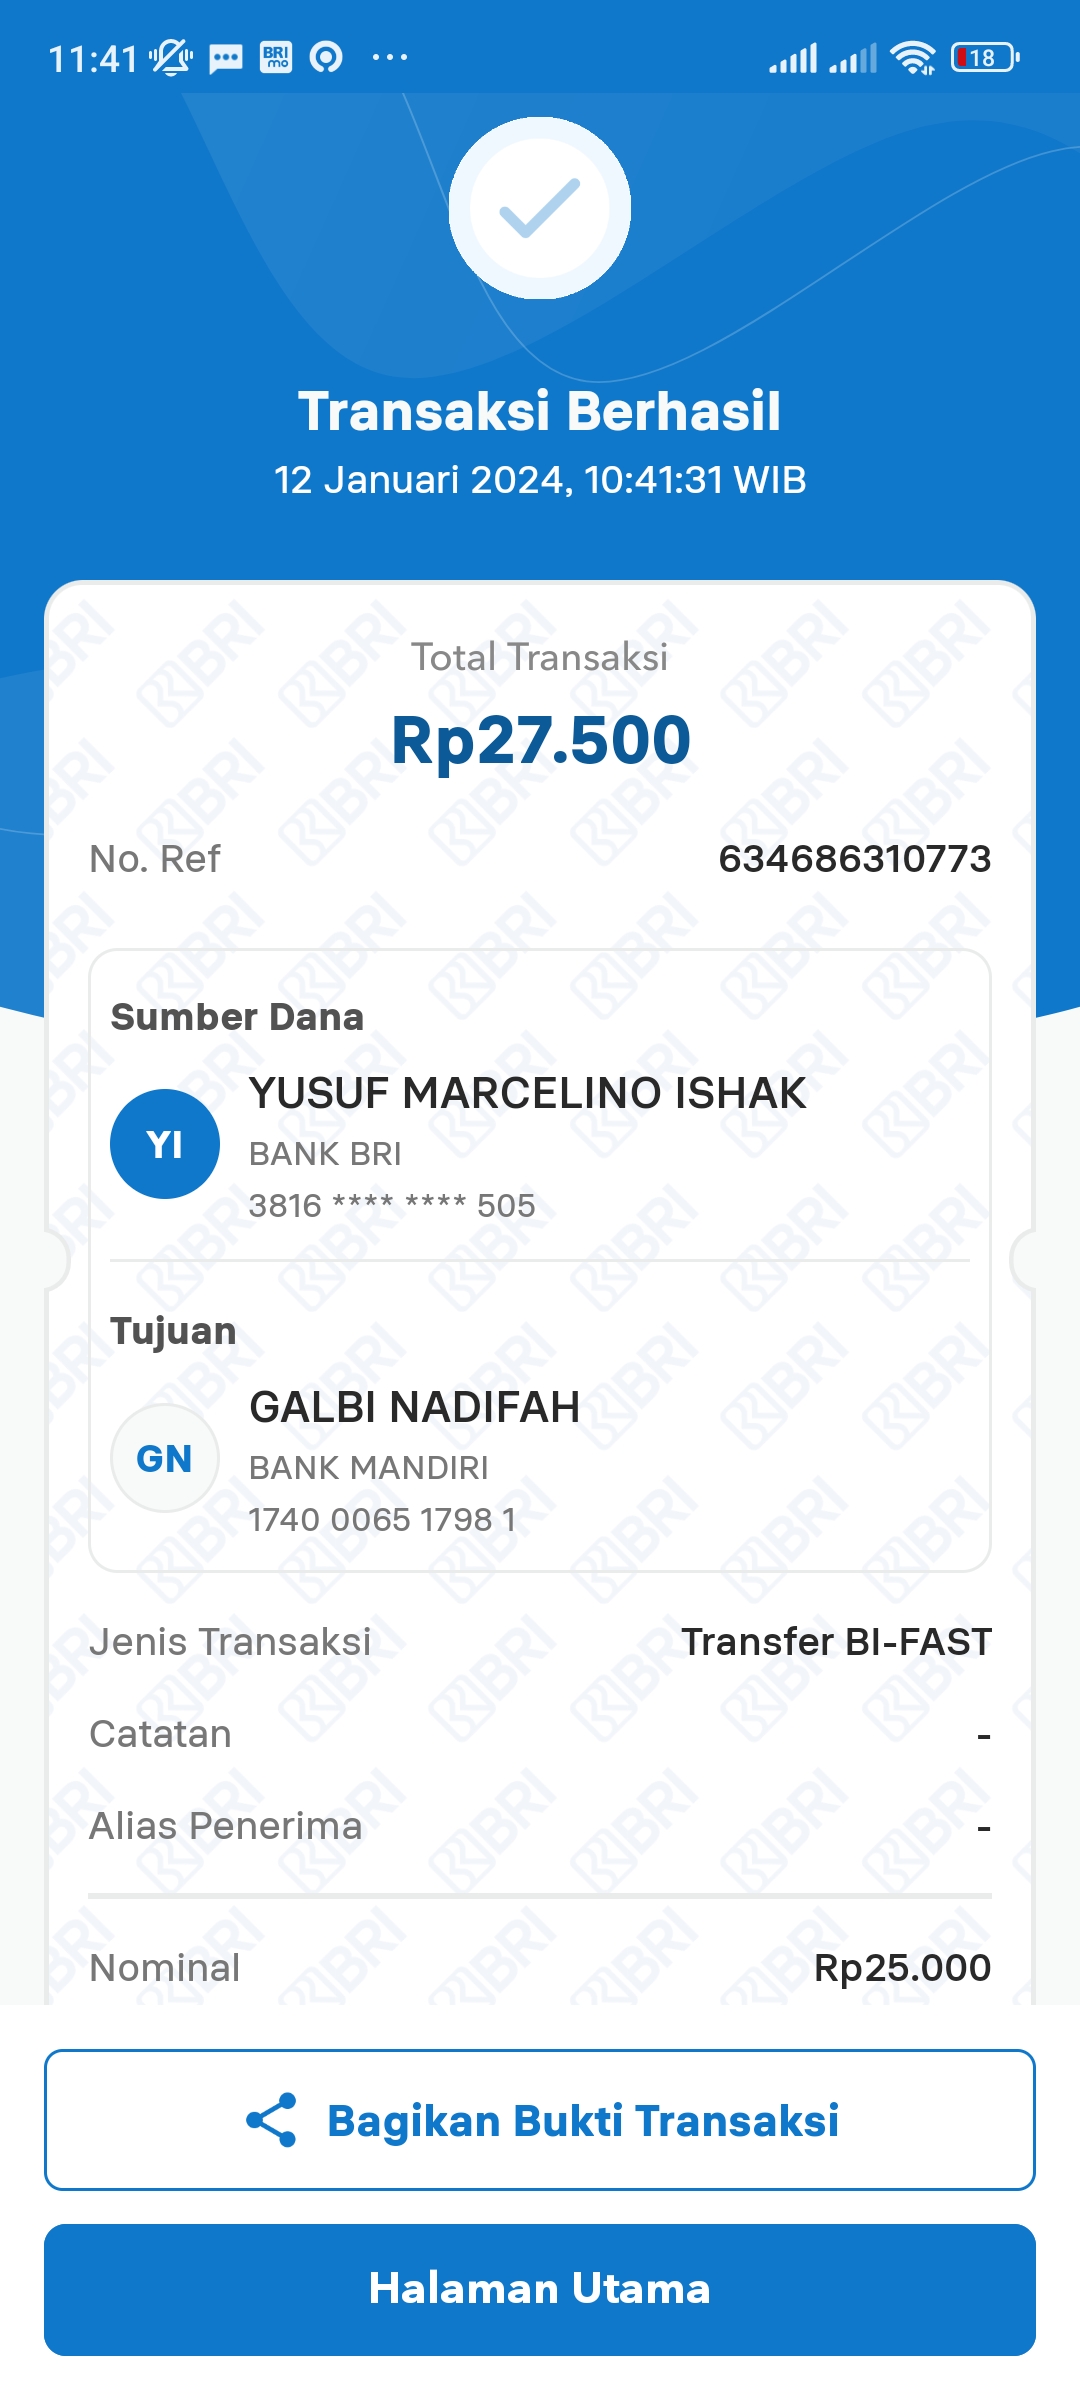 11:41
BRI
mo
18
Transaksi Berhasil
12 Januari 2024, 10:41:31 WIB
Total Transaksi
Rp27.500
No. Ref 634686310773
Sumber Dana
YI
YUSUF MARCELINO ISHAK
BANK BRI
3816 **** **** 505
Tujuan
GN
GALBI NADIFAH
BANK MANDIRI
1740 0065 1798 1
Jenis Transaksi Transfer BI-FAST
Catatan -
Alias Penerima -
Nominal Rp25.000
Bagikan Bukti Transaksi
Halaman Utama